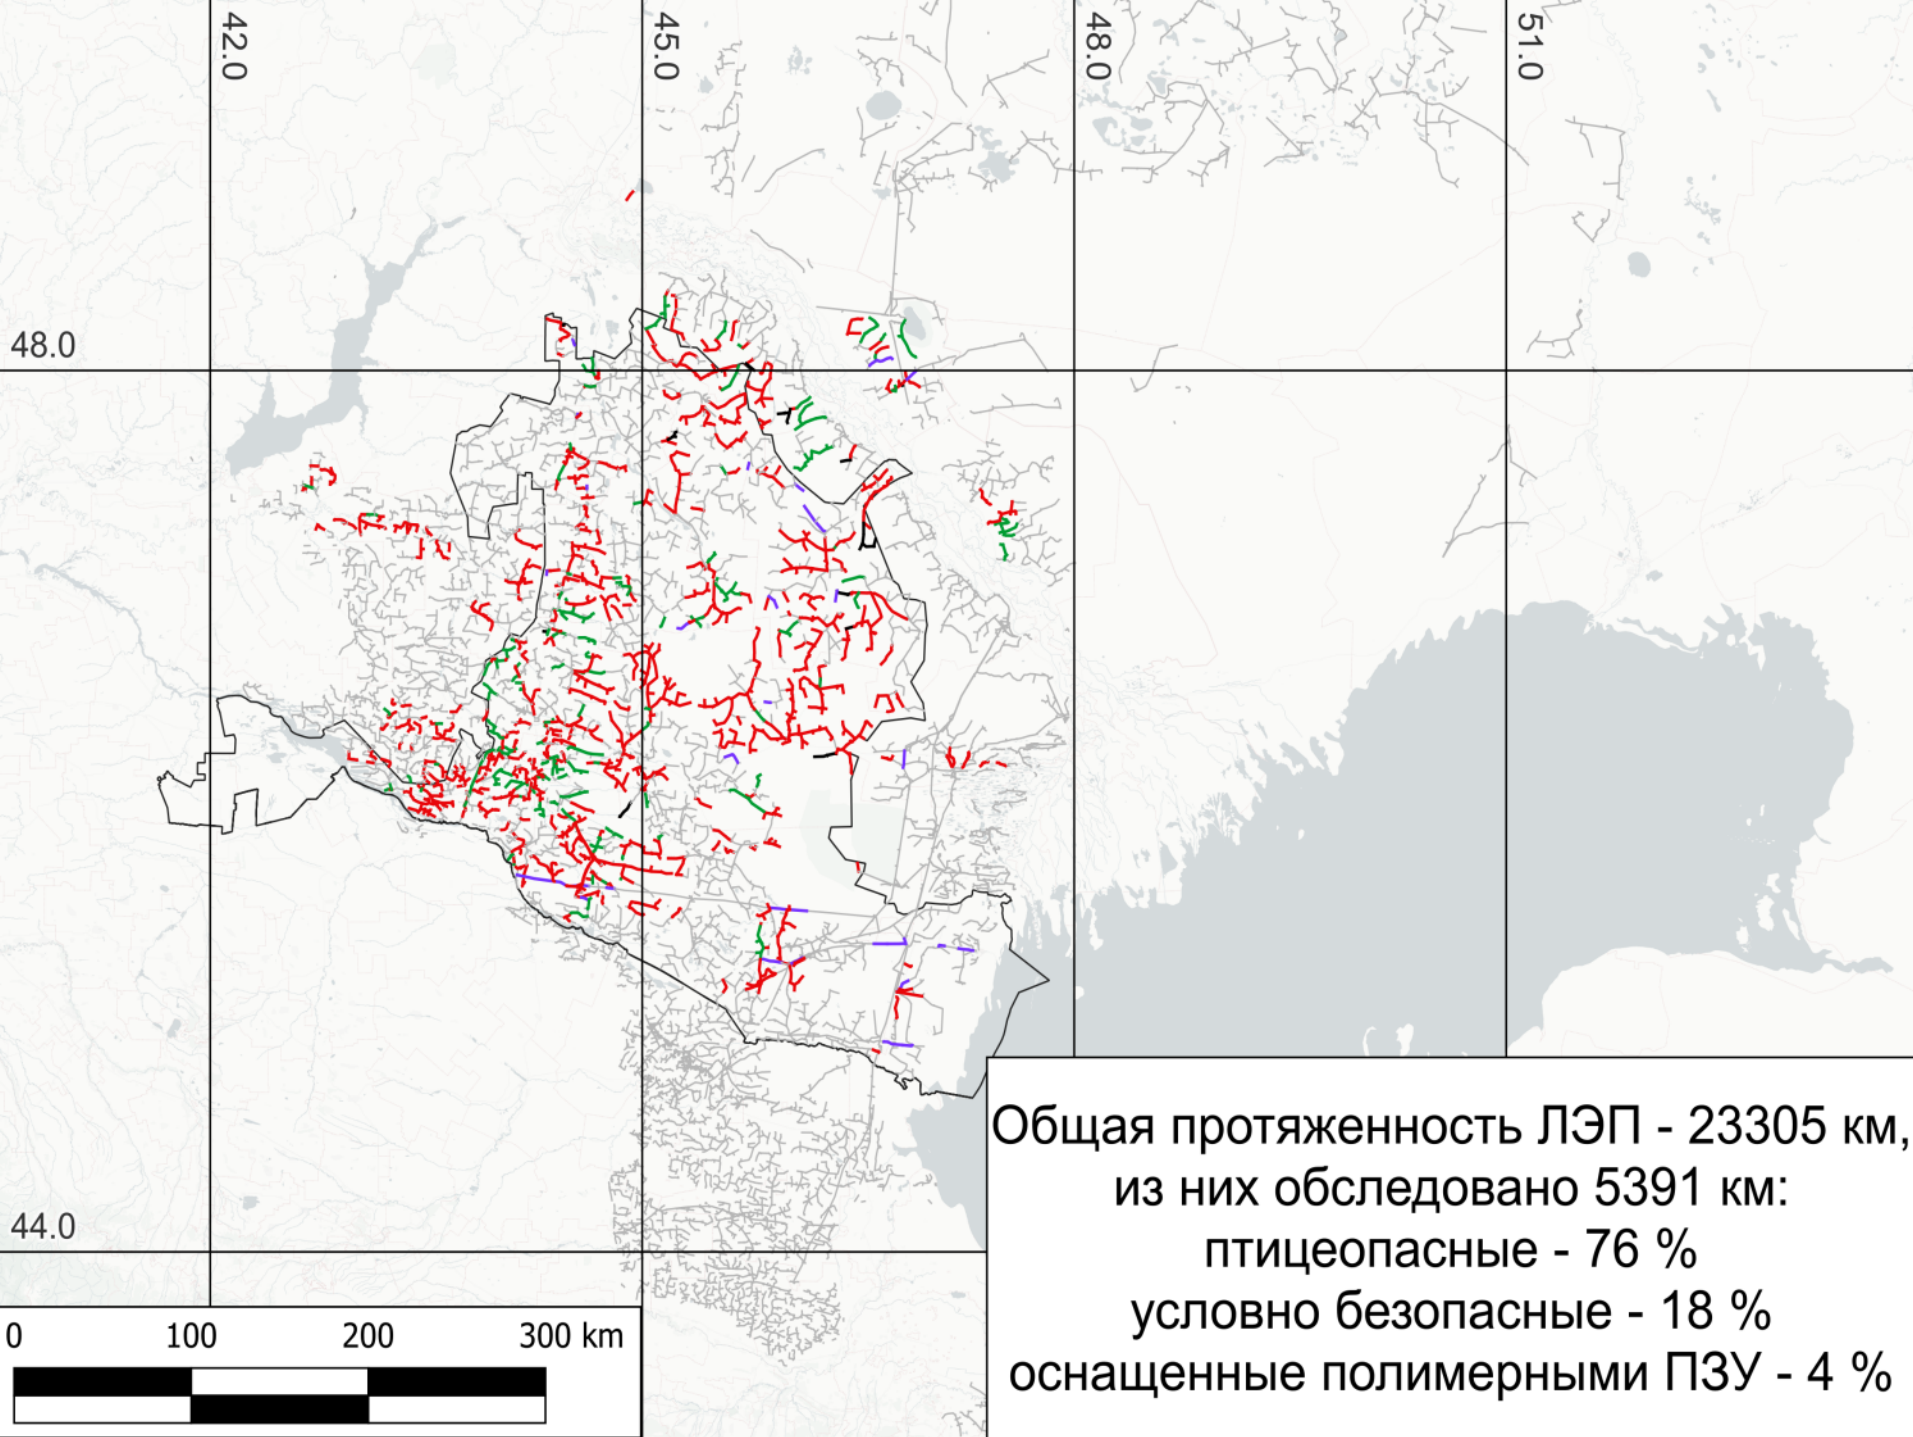 42.0
45.0
48.0
51.0
48.0
44.0
Общая протяженность ЛЭП - 23305 км,
из них обследовано 5391 км:
птицеопасные - 76 %
условно безопасные - 18 %
оснащенные полимерными ПЗУ - 4 %
0 100 200 300 km